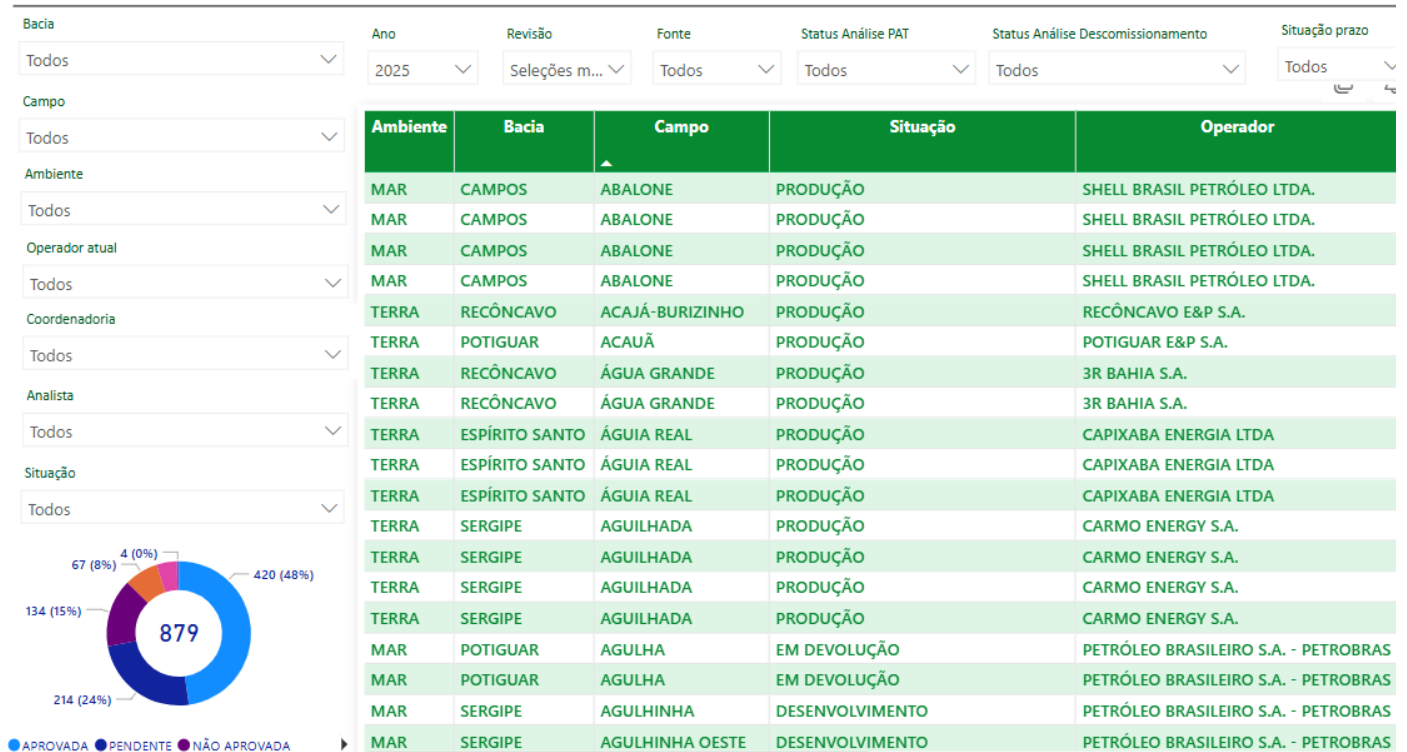 Bacia
Todos
Campo
Todos
Ambiente
Todos
Operador atual
Todos
Coordenadoria
Todos
Analista
Todos
Situação
Todos
4 (0%)
67 (8%)
420 (48%)
134 (15%)
879
214 (24%)
APROVADA PENDENTE NÃO APROVADA
Ano Revisão Fonte Status Análise PAT Status Análise Descomissionamento Situação prazo
2025 Seleções m... Todos Todos Todos Todos
Ambiente Bacia Campo Situação Operador
MAR CAMPOS ABALONE PRODUÇÃO SHELL BRASIL PETRÓLEO LTDA.
MAR CAMPOS ABALONE PRODUÇÃO SHELL BRASIL PETRÓLEO LTDA.
MAR CAMPOS ABALONE PRODUÇÃO SHELL BRASIL PETRÓLEO LTDA.
MAR CAMPOS ABALONE PRODUÇÃO SHELL BRASIL PETRÓLEO LTDA.
TERRA RECÔNCAVO ACAJÁ-BURIZINHO PRODUÇÃO RECÔNCAVO E&P S.A.
TERRA POTIGUAR ACAUÃ PRODUÇÃO POTIGUAR E&P S.A.
TERRA RECÔNCAVO ÁGUA GRANDE PRODUÇÃO 3R BAHIA S.A.
TERRA RECÔNCAVO ÁGUA GRANDE PRODUÇÃO 3R BAHIA S.A.
TERRA ESPÍRITO SANTO ÁGUIA REAL PRODUÇÃO CAPIXABA ENERGIA LTDA
TERRA ESPÍRITO SANTO ÁGUIA REAL PRODUÇÃO CAPIXABA ENERGIA LTDA
TERRA ESPÍRITO SANTO ÁGUIA REAL PRODUÇÃO CAPIXABA ENERGIA LTDA
TERRA SERGIPE AGUILHADA PRODUÇÃO CARMO ENERGY S.A.
TERRA SERGIPE AGUILHADA PRODUÇÃO CARMO ENERGY S.A.
TERRA SERGIPE AGUILHADA PRODUÇÃO CARMO ENERGY S.A.
TERRA SERGIPE AGUILHADA PRODUÇÃO CARMO ENERGY S.A.
MAR POTIGUAR AGULHA EM DEVOLUÇÃO PETRÓLEO BRASILEIRO S.A. - PETROBRAS
MAR POTIGUAR AGULHA EM DEVOLUÇÃO PETRÓLEO BRASILEIRO S.A. - PETROBRAS
MAR SERGIPE AGULHINHA DESENVOLVIMENTO PETRÓLEO BRASILEIRO S.A. - PETROBRAS
MAR SERGIPE AGULHINHA OESTE DESENVOLVIMENTO PETRÓLEO BRASILEIRO S.A. - PETROBRAS